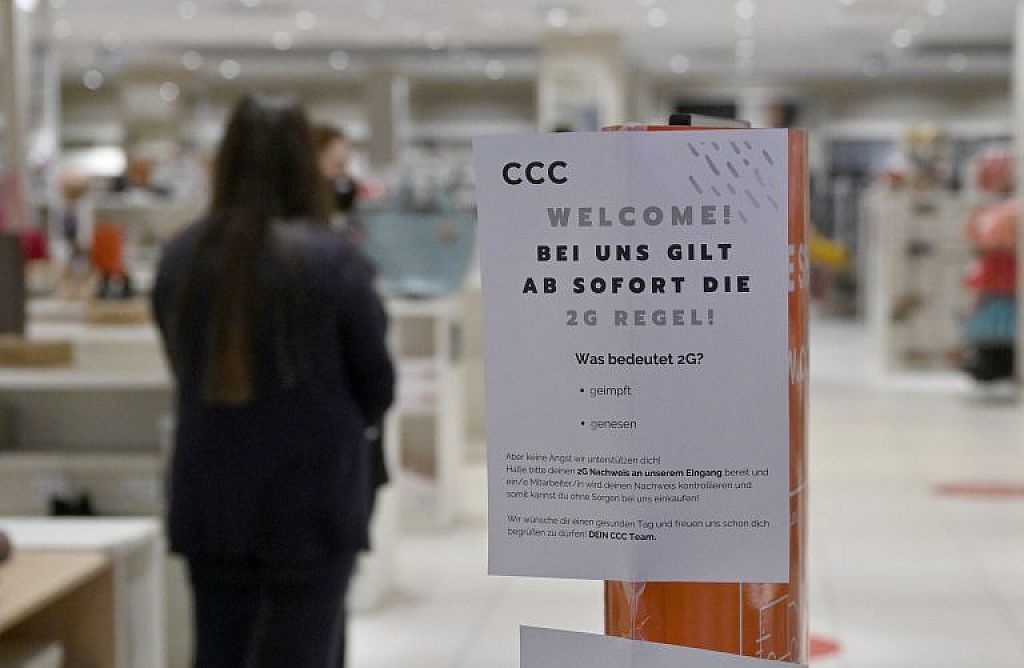 CCC
WELCOME!
BEI UNS GILT
AB SOFORT DIE
2G REGEL!
Was bedeutet 2G?
• geimpft
• genesen
Aber keine Angst wir unterstützen dich!
Halte bitte deinen 2G Nachweis an unserem Eingang bereit und
ein/e Mitarbeiter/in wird deinen Nachweis kontrollieren und
somit kannst du ohne Sorgen bei uns einkaufen!
Wir wünsche dir einen gesunden Tag und freuen uns schon dich
begrüßen zu dürfen! DEIN CCC Team.